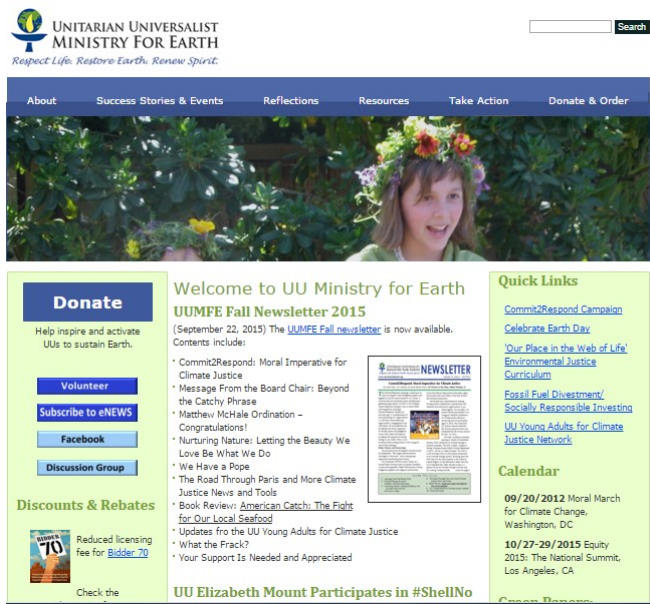 UNITARIAN UNIVERSALIST
MINISTRY FOR EARTH
Respect Life. Restore Earth. Renew Spirit.
Search
About
Success Stories & Events
Reflections
Resources
Take Action
Donate & Order
Donate
Help inspire and activate
UUs to sustain Earth.
Volunteer
Subscribe to eNEWS
Facebook
Discussion Group
Discounts & Rebates
BIDDER
70
Reduced licensing
fee for Bidder 70
Check the
Welcome to UU Ministry for Earth
UUMFE Fall Newsletter 2015
(September 22, 2015) The UUMFE Fall newsletter is now available.
Contents include:
Commit2Respond: Moral Imperative for
Climate Justice
Message From the Board Chair: Beyond
the Catchy Phrase
Matthew McHale Ordination –
Congratulations!
Nurturing Nature: Letting the Beauty We
Love Be What We Do
We Have a Pope
The Road Through Paris and More Climate
Justice News and Tools
Book Review: American Catch: The Fight
for Our Local Seafood
Updates fro the UU Young Adults for Climate Justice
What the Frack?
Your Support Is Needed and Appreciated
NEWSLETTER
UU Elizabeth Mount Participates in #ShellNo
Quick Links
Commit2Respond Campaign
Celebrate Earth Day
'Our Place in the Web of Life'
Environmental Justice
Curriculum
Fossil Fuel Divestment/
Socially Responsible Investing
UU Young Adults for Climate
Justice Network
Calendar
09/20/2012 Moral March
for Climate Change,
Washington, DC
10/27-29/2015 Equity
2015: The National Summit,
Los Angeles, CA
Green Papers: